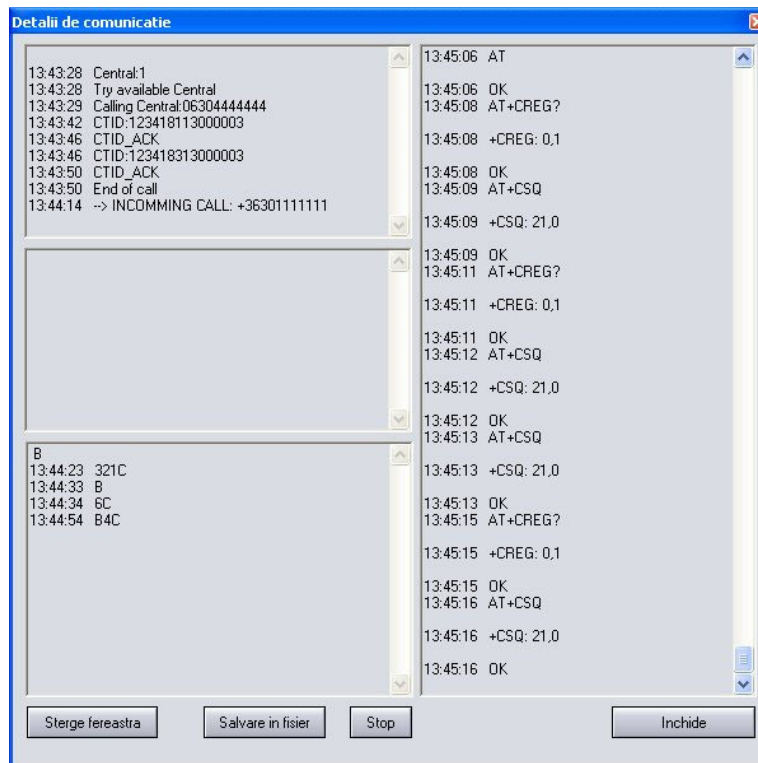 Detalii de comunicatie
13:43:28 Central:1
13:43:28 Try available Central
13:43:29 Calling Central:06304444444
13:43:42 CTID:123418113000003
13:43:46 CTID_ACK
13:43:46 CTID:123418313000003
13:43:50 CTID_ACK
13:43:50 End of call
13:44:14 --> INCOMMING CALL: +36301111111
B
13:44:23 321C
13:44:33 B
13:44:34 6C
13:44:54 B4C
13:45:06 AT
13:45:06 OK
13:45:08 AT+CREG?
13:45:08 +CREG: 0,1
13:45:08 OK
13:45:09 AT+CSQ
13:45:09 +CSQ: 21,0
13:45:09 OK
13:45:11 AT+CREG?
13:45:11 +CREG: 0,1
13:45:11 OK
13:45:12 AT+CSQ
13:45:12 +CSQ: 21,0
13:45:12 OK
13:45:13 AT+CSQ
13:45:13 +CSQ: 21,0
13:45:13 OK
13:45:15 AT+CREG?
13:45:15 +CREG: 0,1
13:45:15 OK
13:45:16 AT+CSQ
13:45:16 +CSQ: 21,0
13:45:16 OK
Sterge fereastra
Salvare in fisier
Stop
Inchide